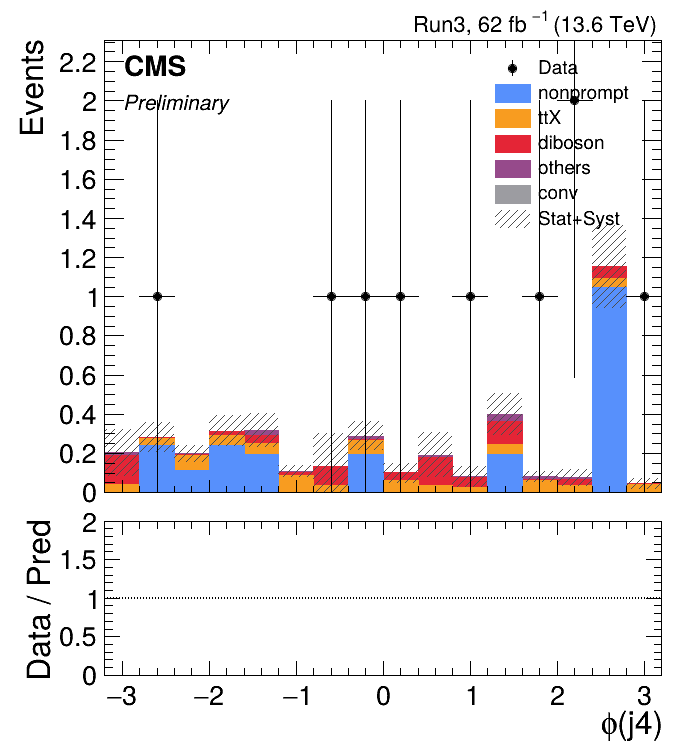 Run3, 62 fb⁻¹ (13.6 TeV)
Events
CMS
Preliminary
Data
nonprompt
ttX
diboson
others
conv
Stat+Syst
2.2
2
1.8
1.6
1.4
1.2
1
0.8
0.6
0.4
0.2
0
Data / Pred
2
1.5
1
0.5
0
−3 −2 −1 0 1 2 3
ϕ(j4)